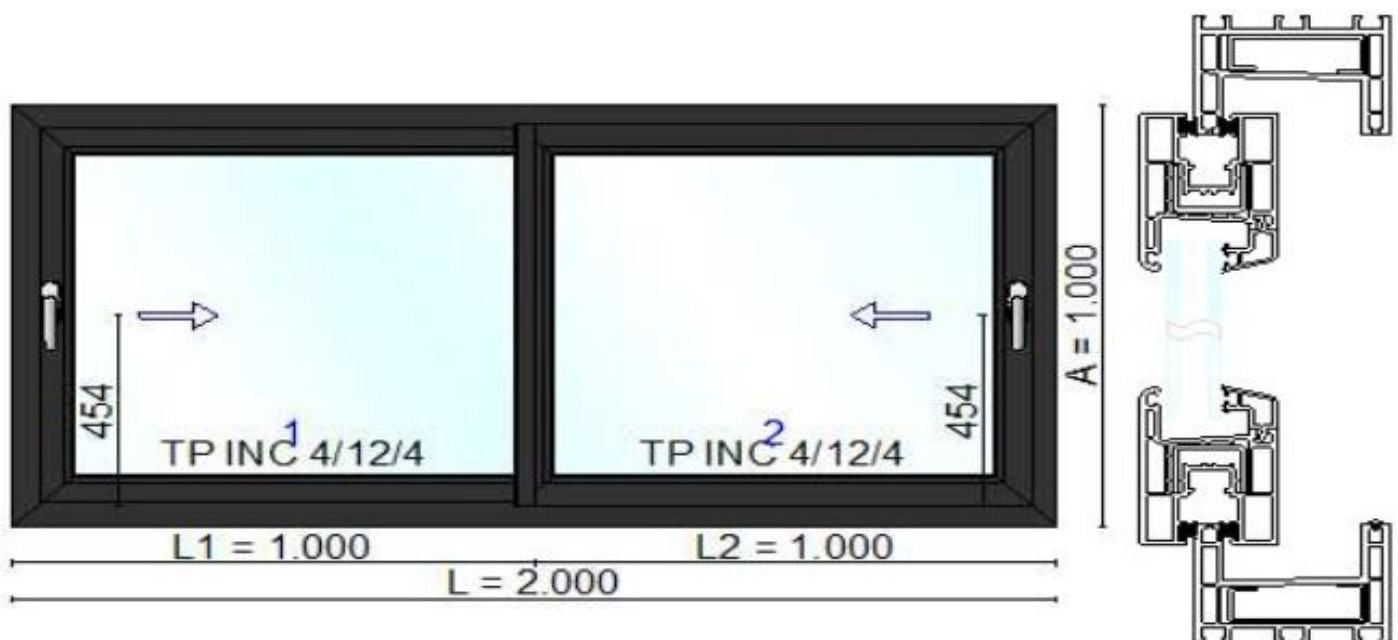 A = 1.000
454
454
1
2
TP INC 4/12/4
TP INC 4/12/4
L1 = 1.000
L2 = 1.000
L = 2.000